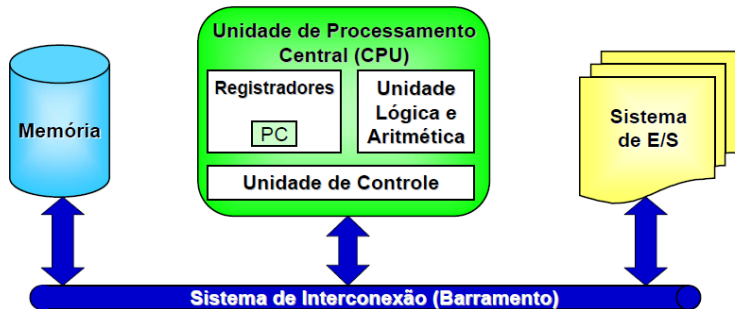 Memória
Unidade de Processamento
Central (CPU)
Registradores
PC
Unidade
Lógica e
Aritmética
Unidade de Controle
Sistema
de E/S
Sistema de Interconexão (Barramento)